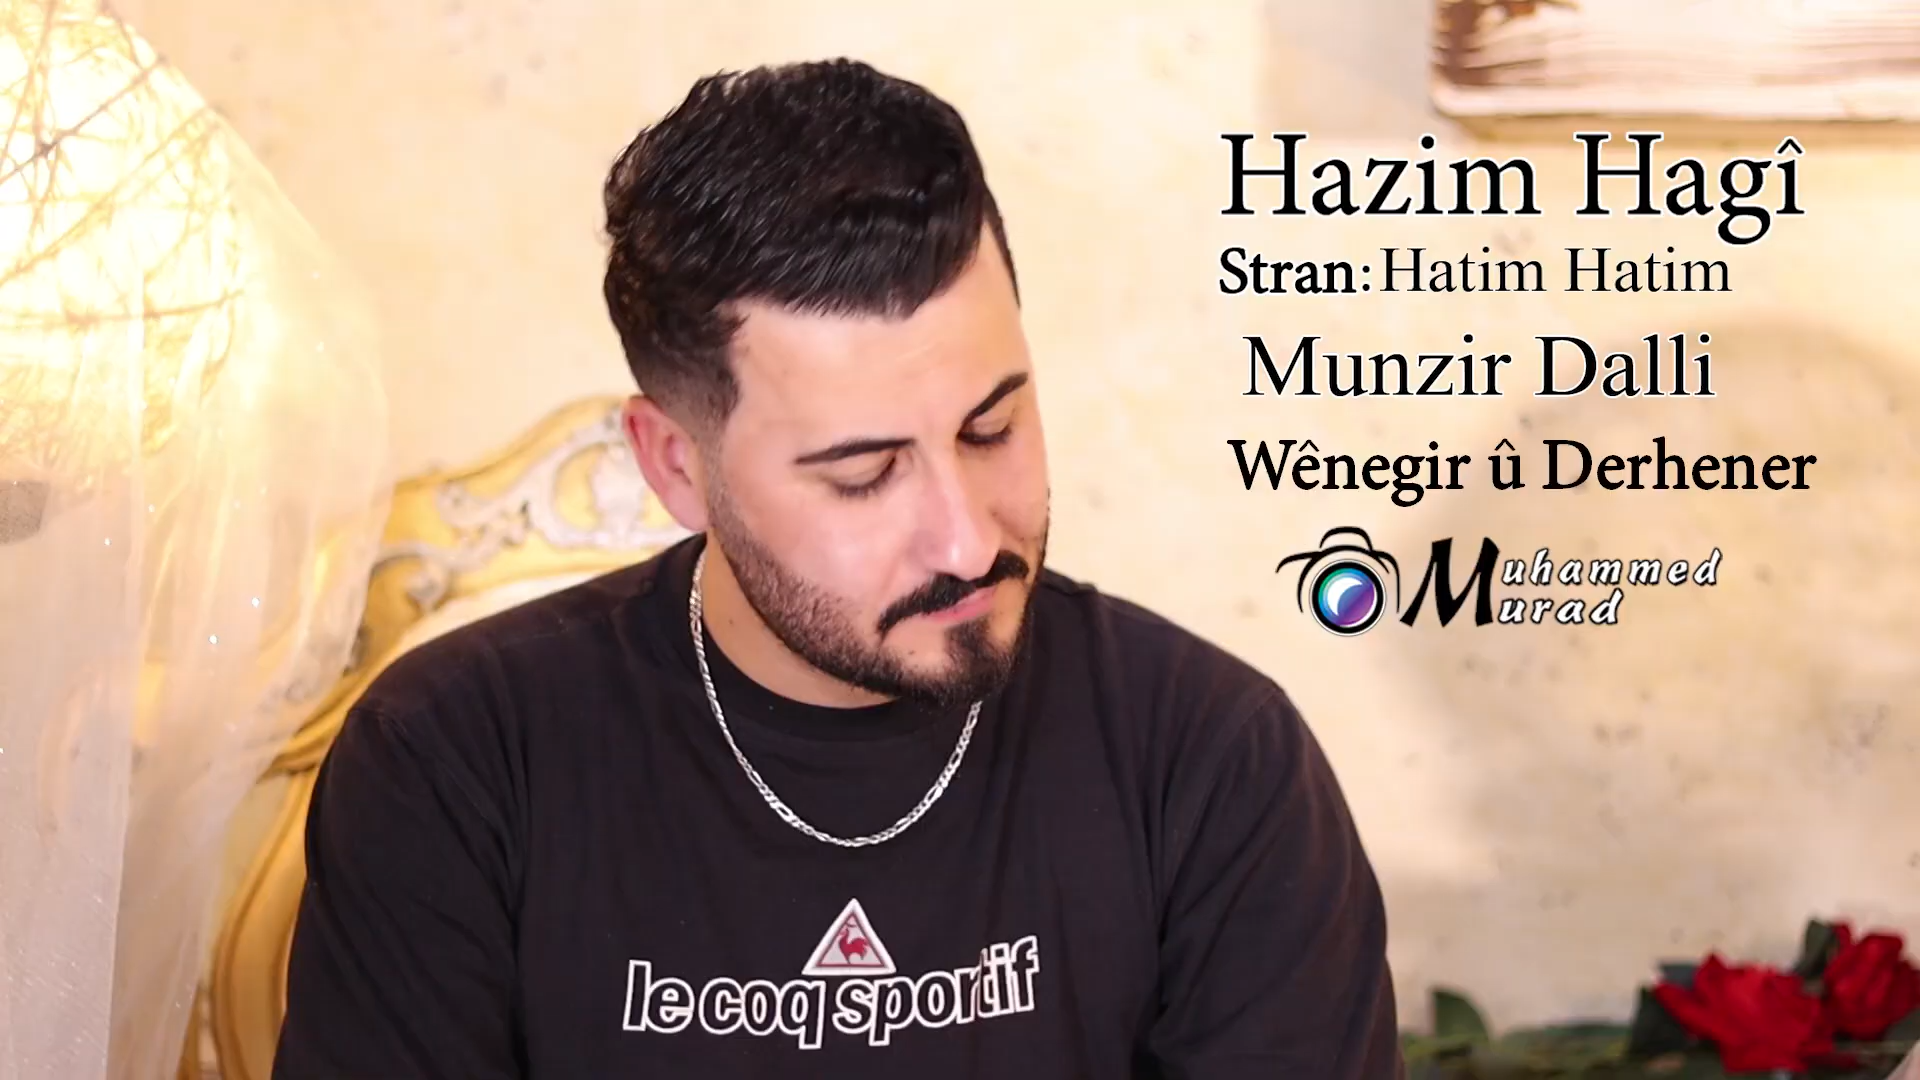 Hazim Hagî
Stran: Hatim Hatim
Munzir Dalli
Wênegir û Derhener
Muhammed
Murad
le coq sportif